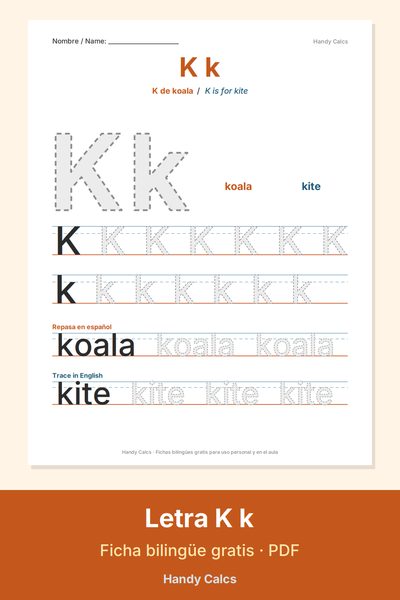 Nombre / Name: ____________________ Handy Calcs
K k
K de koala / K is for kite
Kk
koala kite
K K K K K K K
k k k k k k k
Repasa en español
koala koala koala
Trace in English
kite kite kite kite
Handy Calcs · Fichas bilingües gratis para uso personal y en el aula
Letra K k
Ficha bilingüe gratis · PDF
Handy Calcs